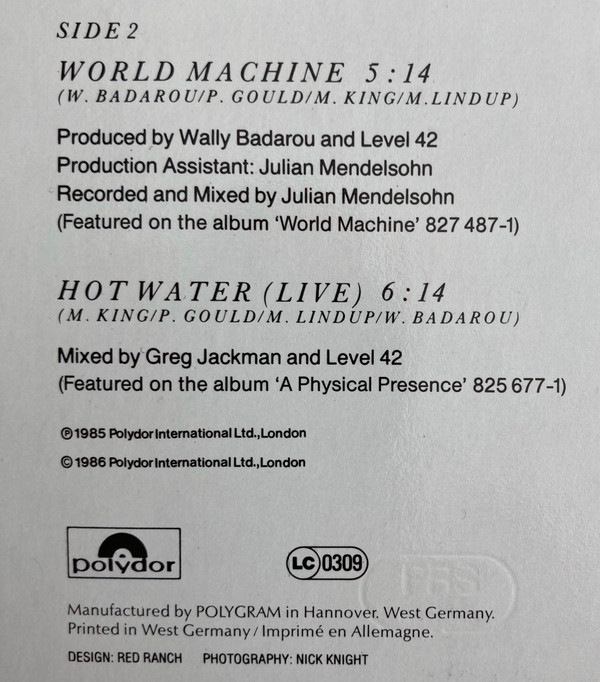 SIDE 2
WORLD MACHINE 5:14
(W. BADAROU/P. GOULD/M. KING/M.LINDUP)
Produced by Wally Badarou and Level 42
Production Assistant: Julian Mendelsohn
Recorded and Mixed by Julian Mendelsohn
(Featured on the album ‘World Machine’ 827 487-1)
HOT WATER (LIVE) 6:14
(M. KING/P. GOULD/M. LINDUP/W. BADAROU)
Mixed by Greg Jackman and Level 42
(Featured on the album ‘A Physical Presence’ 825 677-1)
℗1985 Polydor International Ltd.,London
©1986 Polydor International Ltd.,London
polydor
LC 0309
Manufactured by POLYGRAM in Hannover. West Germany.
Printed in West Germany / Imprimé en Allemagne.
DESIGN: RED RANCH PHOTOGRAPHY: NICK KNIGHT